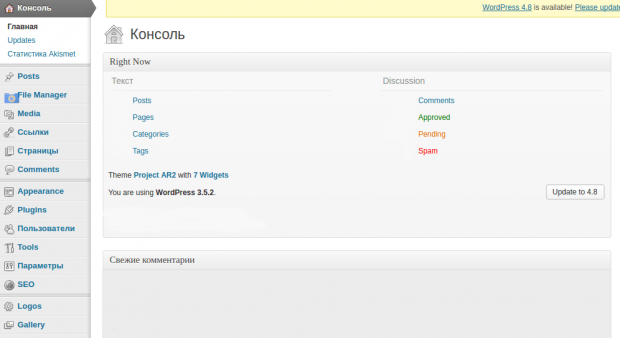 Консоль
WordPress 4.8 is available! Please update
Главная
Updates
Статистика Akismet
Posts
File Manager
Media
Ссылки
Страницы
Comments
Appearance
Plugins
Пользователи
Tools
Параметры
SEO
Logos
Gallery
Консоль
Right Now
Текст
Discussion
Posts
Comments
Pages
Approved
Categories
Pending
Tags
Spam
Theme Project AR2 with 7 Widgets
You are using WordPress 3.5.2.
Update to 4.8
Свежие комментарии